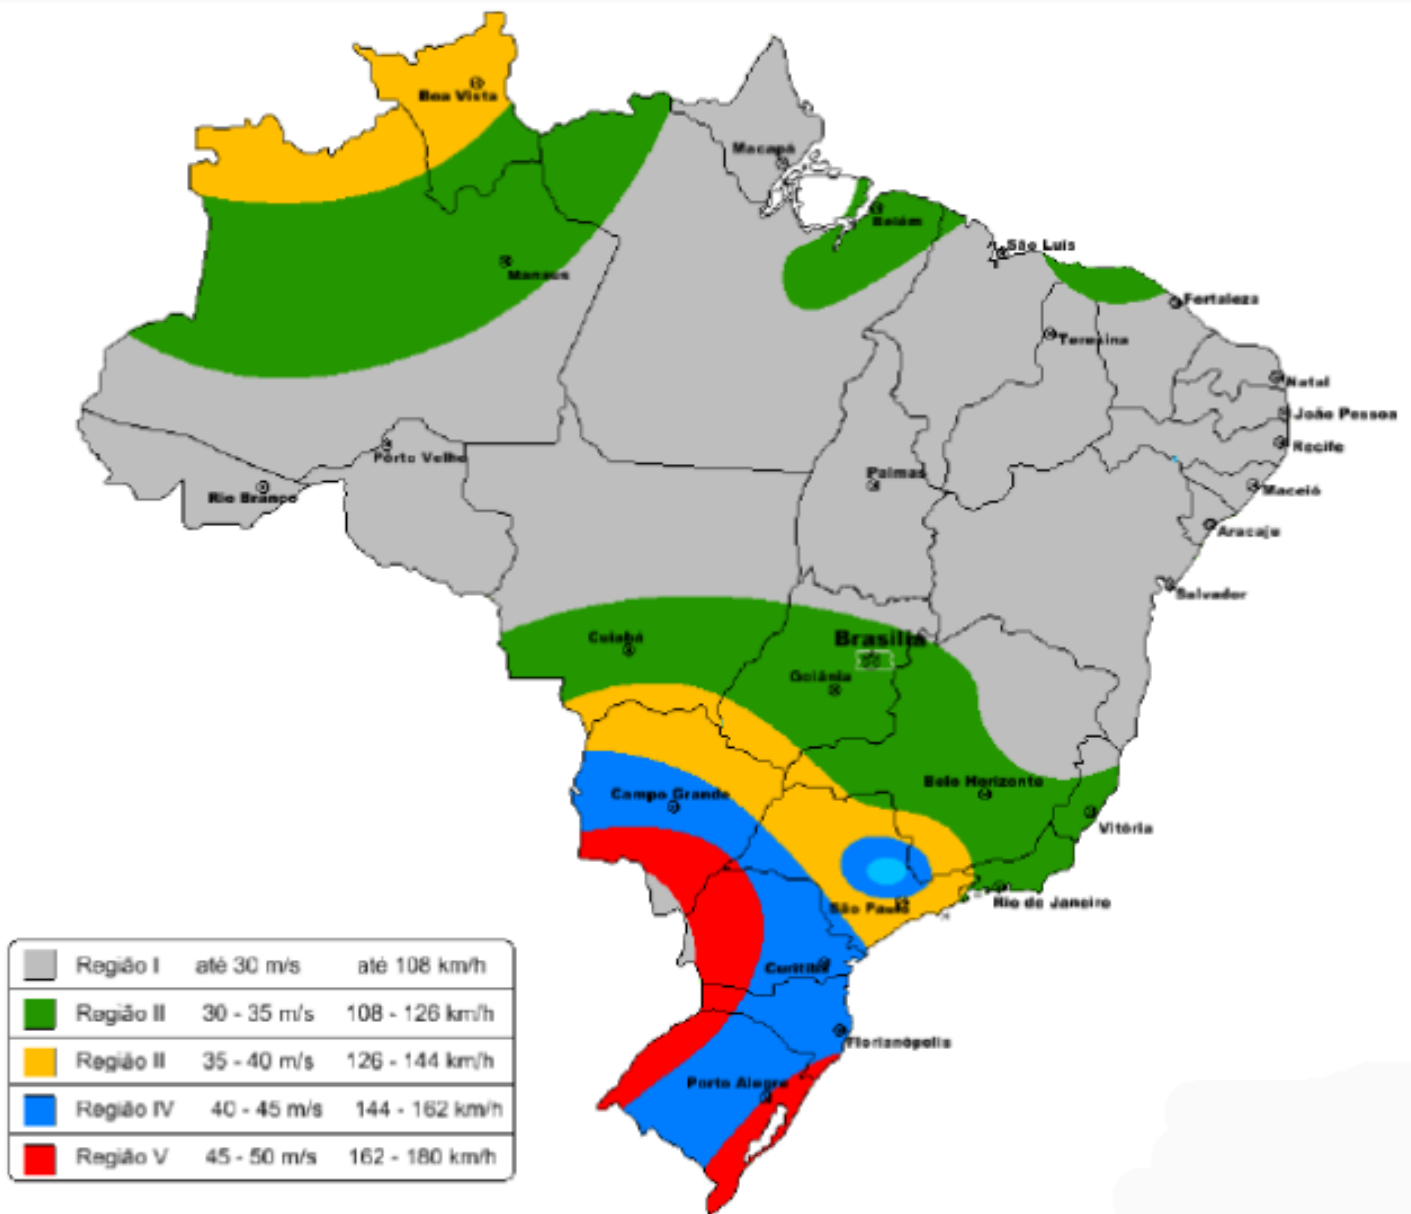 Boa Vista
Macapá
Belém
São Luís
Manaus
Fortaleza
Teresina
Natal
João Pessoa
Recife
Porto Velho
Palmas
Rio Branco
Maceió
Aracaju
Salvador
Cuiabá
Brasília
Goiânia
Belo Horizonte
Campo Grande
Vitória
São Paulo
Rio de Janeiro
Curitiba
Florianópolis
Porto Alegre
Região I até 30 m/s até 108 km/h
Região II 30 - 35 m/s 108 - 126 km/h
Região II 35 - 40 m/s 126 - 144 km/h
Região IV 40 - 45 m/s 144 - 162 km/h
Região V 45 - 50 m/s 162 - 180 km/h